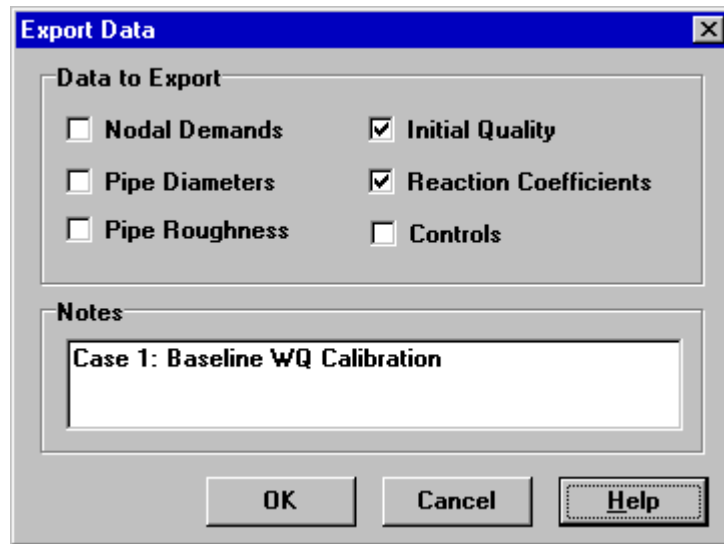 Export Data
Data to Export
Nodal Demands
Initial Quality
Pipe Diameters
Reaction Coefficients
Pipe Roughness
Controls
Notes
Case 1: Baseline WQ Calibration
OK
Cancel
Help